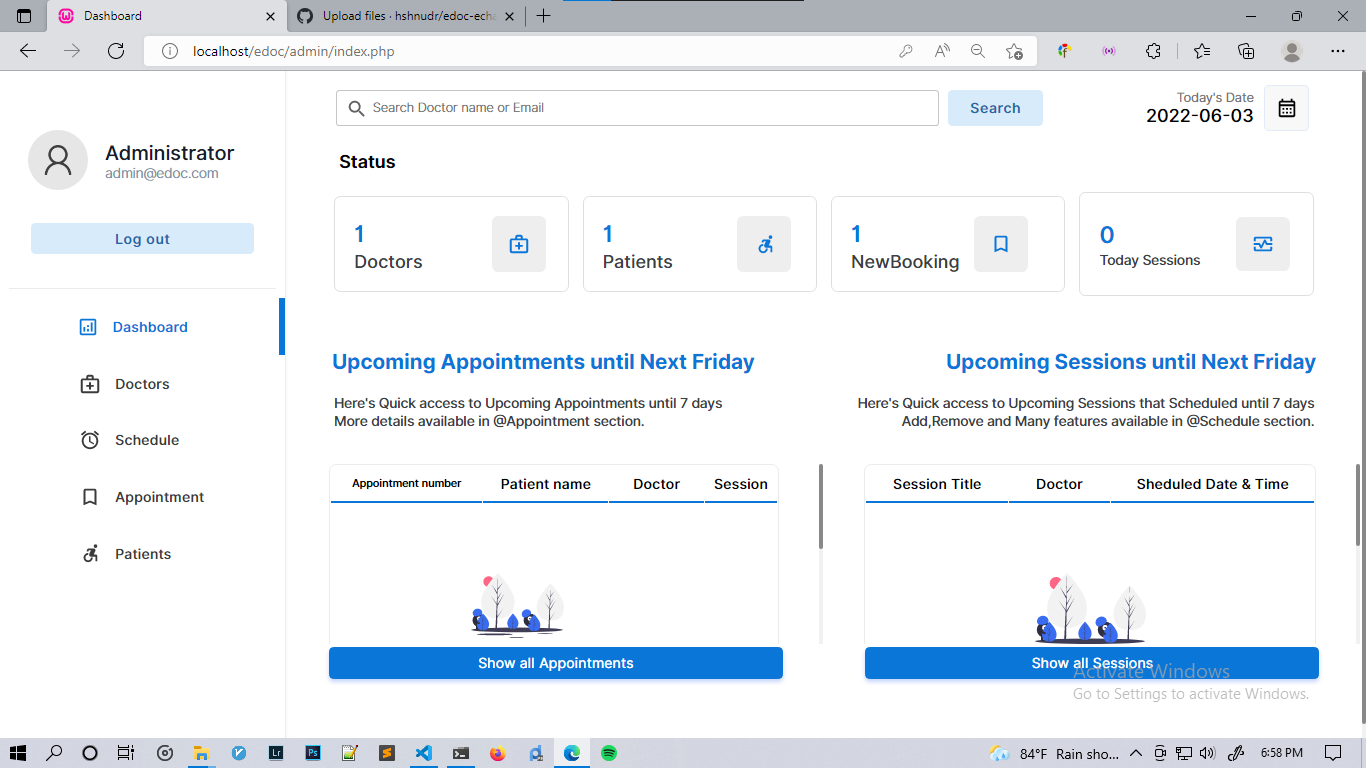 Dashboard
Upload files · hshnudr/edoc-echa
localhost/edoc/admin/index.php
Administrator
admin@edoc.com
Log out
Dashboard
Doctors
Schedule
Appointment
Patients
Search Doctor name or Email
Search
Today's Date
2022-06-03
Status
1
Doctors
1
Patients
1
NewBooking
0
Today Sessions
Upcoming Appointments until Next Friday
Here's Quick access to Upcoming Appointments until 7 days
More details available in @Appointment section.
Appointment number Patient name Doctor Session
Show all Appointments
Upcoming Sessions until Next Friday
Here's Quick access to Upcoming Sessions that Scheduled until 7 days
Add,Remove and Many features available in @Schedule section.
Session Title Doctor Sheduled Date & Time
Show all Sessions
Activate Windows
Go to Settings to activate Windows.
Lr
Ps
84°F Rain sho...
6:58 PM